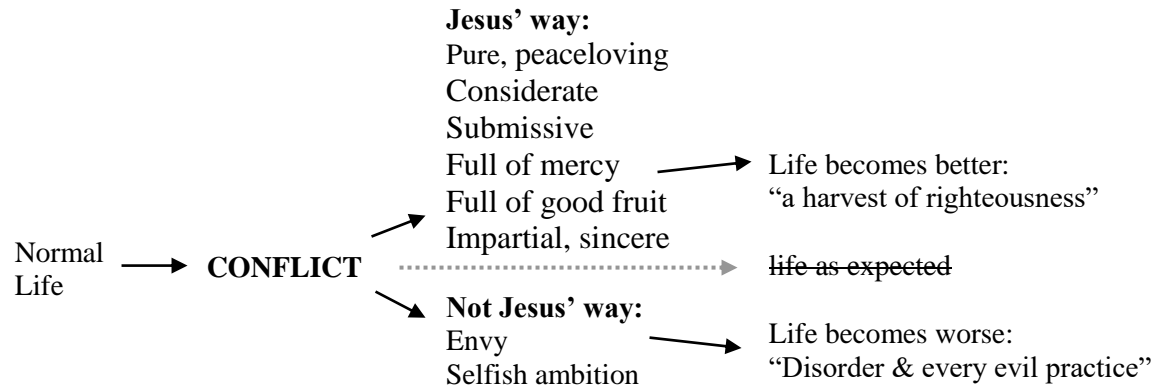 Normal
Life
CONFLICT
Jesus’ way:
Pure, peaceloving
Considerate
Submissive
Full of mercy
Full of good fruit
Impartial, sincere
Life becomes better:
“a harvest of righteousness”
life as expected
Not Jesus’ way:
Envy
Selfish ambition
Life becomes worse:
“Disorder & every evil practice”